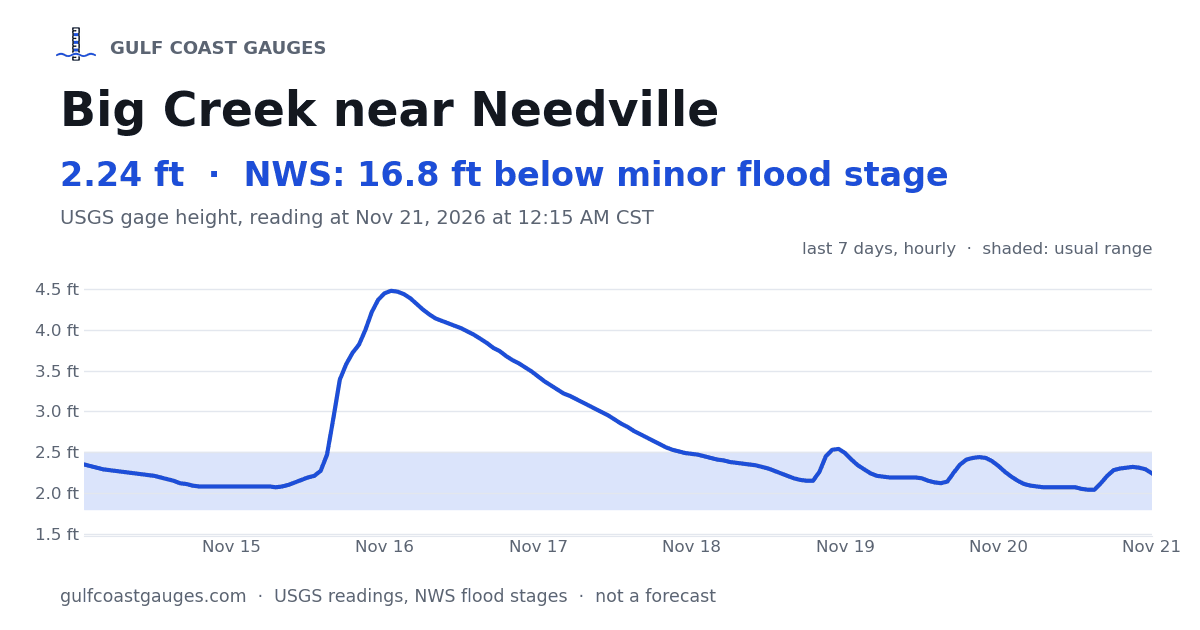 GULF COAST GAUGES
Big Creek near Needville
2.24 ft · NWS: 16.8 ft below minor flood stage
USGS gage height, reading at Nov 21, 2026 at 12:15 AM CST
last 7 days, hourly · shaded: usual range
4.5 ft
4.0 ft
3.5 ft
3.0 ft
2.5 ft
2.0 ft
1.5 ft
Nov 15 Nov 16 Nov 17 Nov 18 Nov 19 Nov 20 Nov 21
gulfcoastgauges.com · USGS readings, NWS flood stages · not a forecast